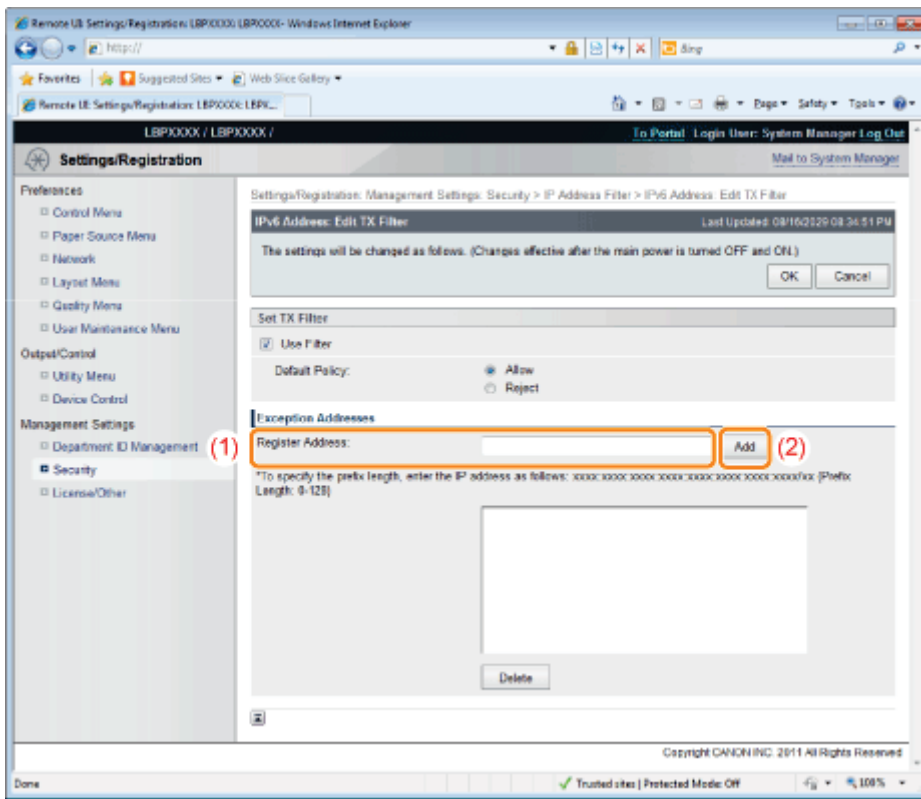 Remote UI: Settings/Registration: LBPXXXX: LBPXXXX - Windows Internet Explorer
http://
Bing
Favorites Suggested Sites Web Slice Gallery
Remote UI: Settings/Registration: LBPXXXX: LBPX...
Page Safety Tools
LBPXXXX / LBPXXXX /
To Portal Login User: System Manager Log Out
Settings/Registration
Mail to System Manager
Preferences
Control Menu
Paper Source Menu
Network
Layout Menu
Quality Menu
User Maintenance Menu
Output/Control
Utility Menu
Device Control
Management Settings
Department ID Management
Security
License/Other
Settings/Registration: Management Settings: Security > IP Address Filter > IPv6 Address: Edit TX Filter
IPv6 Address: Edit TX Filter
Last Updated: 08/16/2029 08:34:51 PM
The settings will be changed as follows. (Changes effective after the main power is turned OFF and ON.)
OK Cancel
Set TX Filter
Use Filter
Default Policy:
Allow
Reject
Exception Addresses
(1) Register Address: Add (2)
*To specify the prefix length, enter the IP address as follows: xxxx:xxxx:xxxx:xxxx:xxxx:xxxx:xxxx:xxxx/xx (Prefix
Length: 0-128)
Delete
Copyright CANON INC. 2011 All Rights Reserved
Done
Trusted sites | Protected Mode: Off
100%